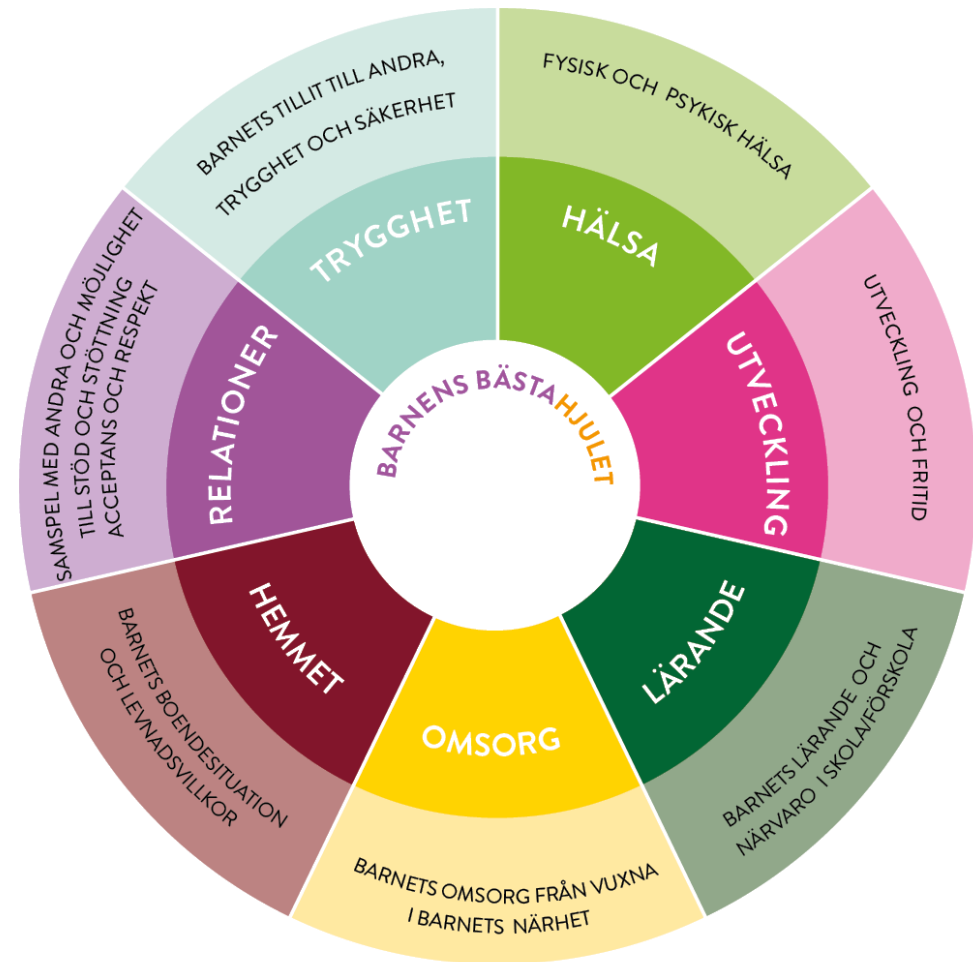 BARNENS BÄSTAHJULET
HÄLSA
FYSISK OCH PSYKISK HÄLSA
UTVECKLING
UTVECKLING OCH FRITID
LÄRANDE
BARNETS LÄRANDE OCH
NÄRVARO I SKOLA/FÖRSKOLA
OMSORG
BARNETS OMSORG FRÅN VUXNA
I BARNETS NÄRHET
HEMMET
BARNETS BOENDESITUATION
OCH LEVNADSVILLKOR
RELATIONER
SAMSPEL MED ANDRA OCH MÖJLIGHET
TILL STÖD OCH STÖTTNING
ACCEPTANS OCH RESPEKT
TRYGGHET
BARNETS TILLIT TILL ANDRA,
TRYGGHET OCH SÄKERHET